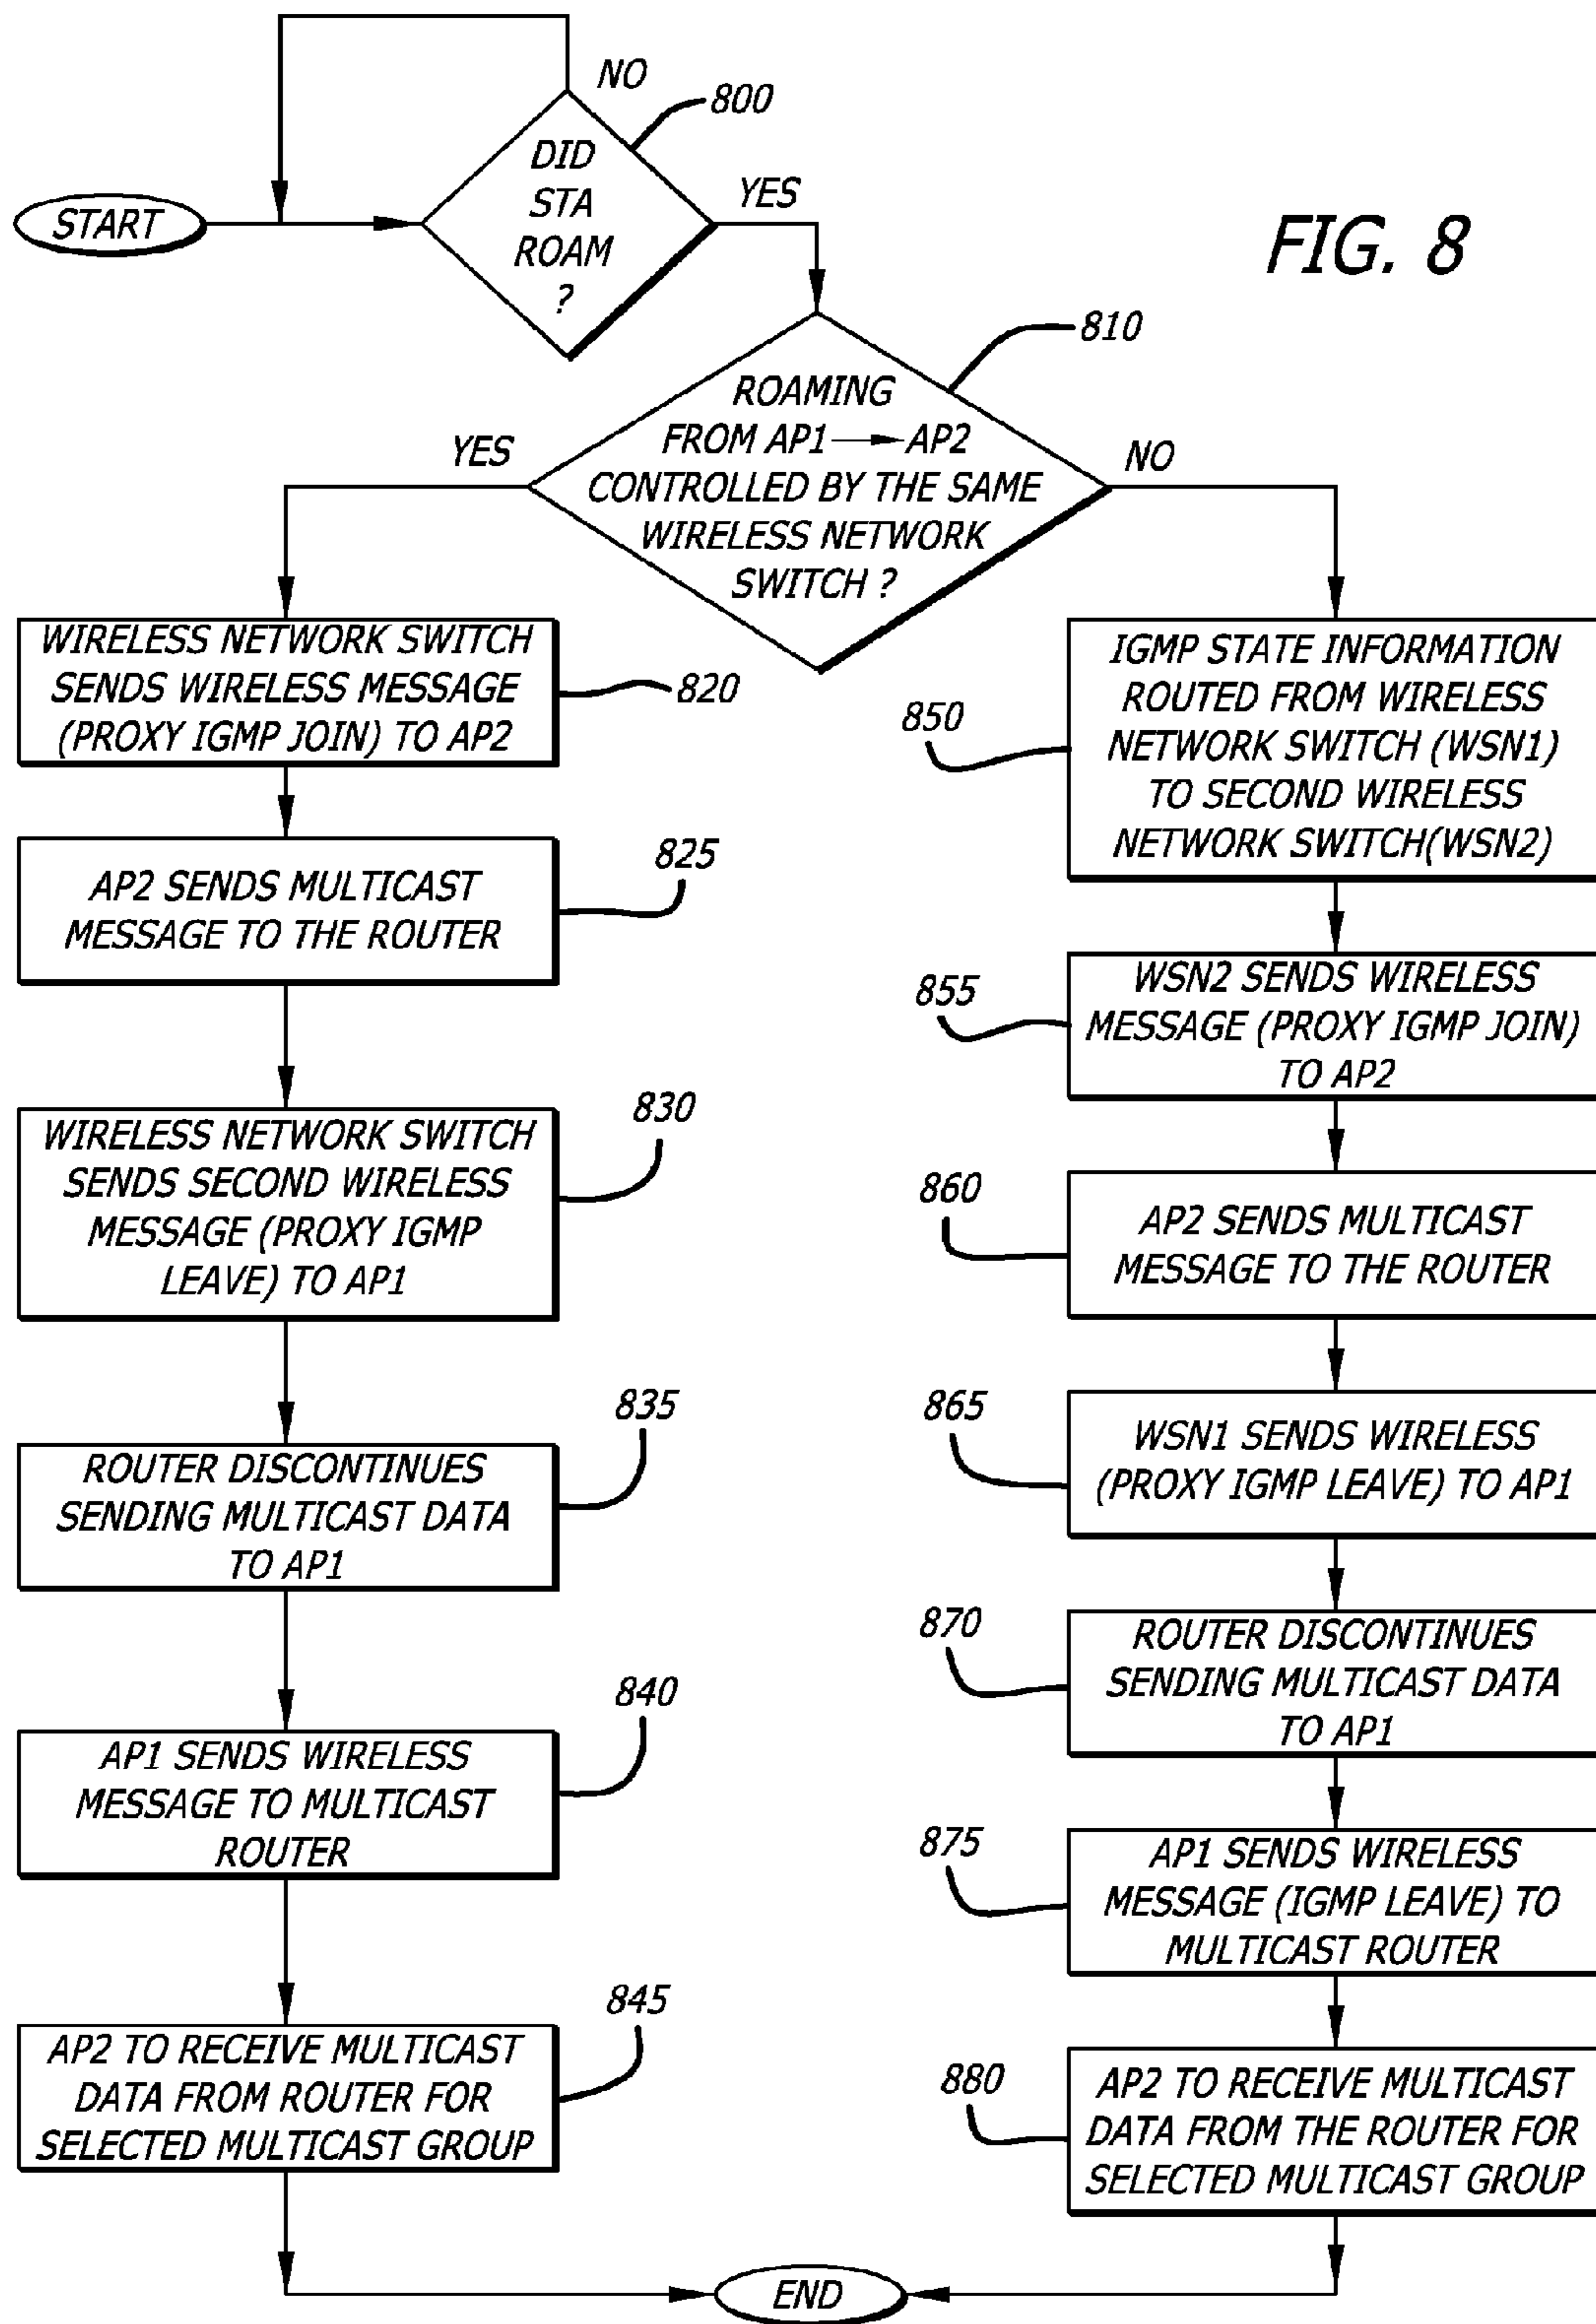 NO
800
DID
STA
ROAM
?
START
YES
FIG. 8
810
ROAMING
FROM AP1 → AP2
CONTROLLED BY THE SAME
WIRELESS NETWORK
SWITCH ?
YES
NO
WIRELESS NETWORK SWITCH
SENDS WIRELESS MESSAGE
(PROXY IGMP JOIN) TO AP2
820
AP2 SENDS MULTICAST
MESSAGE TO THE ROUTER
825
WIRELESS NETWORK SWITCH
SENDS SECOND WIRELESS
MESSAGE (PROXY IGMP
LEAVE) TO AP1
830
ROUTER DISCONTINUES
SENDING MULTICAST DATA
TO AP1
835
AP1 SENDS WIRELESS
MESSAGE TO MULTICAST
ROUTER
840
AP2 TO RECEIVE MULTICAST
DATA FROM ROUTER FOR
SELECTED MULTICAST GROUP
845
850
IGMP STATE INFORMATION
ROUTED FROM WIRELESS
NETWORK SWITCH (WSN1)
TO SECOND WIRELESS
NETWORK SWITCH(WSN2)
855
WSN2 SENDS WIRELESS
MESSAGE (PROXY IGMP JOIN)
TO AP2
860
AP2 SENDS MULTICAST
MESSAGE TO THE ROUTER
865
WSN1 SENDS WIRELESS
(PROXY IGMP LEAVE) TO AP1
870
ROUTER DISCONTINUES
SENDING MULTICAST DATA
TO AP1
875
AP1 SENDS WIRELESS
MESSAGE (IGMP LEAVE) TO
MULTICAST ROUTER
880
AP2 TO RECEIVE MULTICAST
DATA FROM THE ROUTER FOR
SELECTED MULTICAST GROUP
END